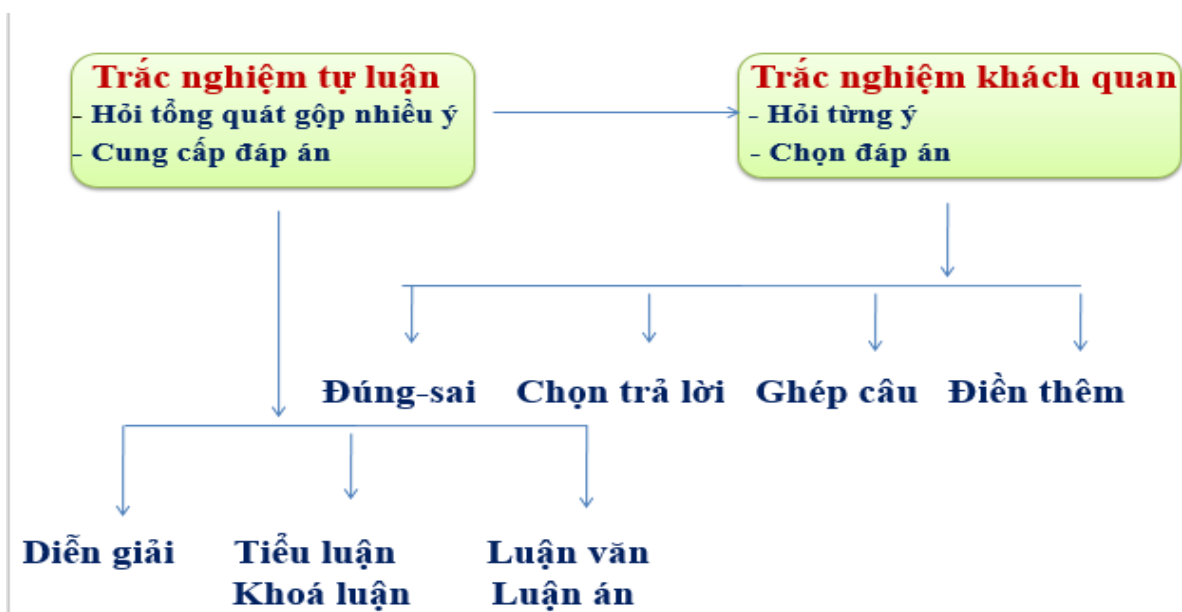 Trắc nghiệm tự luận
- Hỏi tổng quát gộp nhiều ý
- Cung cấp đáp án
Trắc nghiệm khách quan
- Hỏi từng ý
- Chọn đáp án
Đúng-sai
Chọn trả lời
Ghép câu
Điền thêm
Diễn giải
Tiểu luận
Khoá luận
Luận văn
Luận án